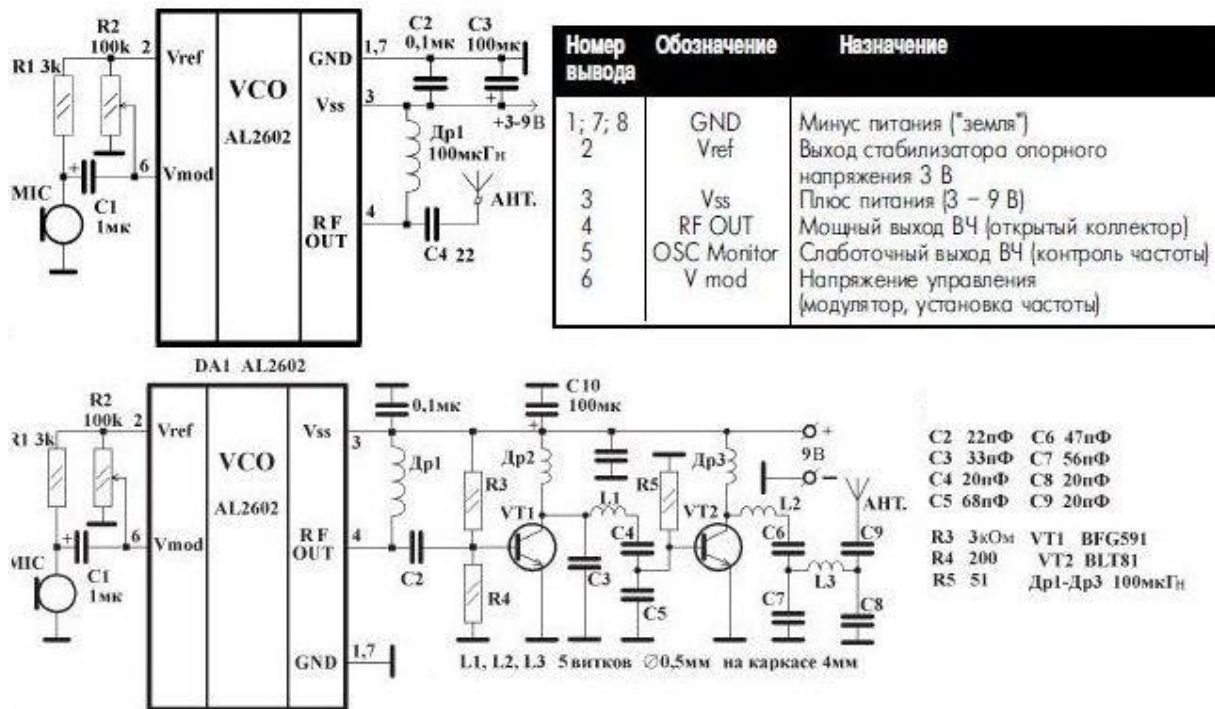 R2
100k
2
R1 3k
Vref
VCO
AL2602
GND
1,7
Vss
3
C2
0,1мк
C3
100мк
+
+3-9 В
Др1
100мкГн
6
Vmod
+
MIC
C1
1мк
RF
OUT
4
АНТ.
C4 22
DA1 AL2602
Номер вывода Обозначение Назначение
1; 7; 8 GND Минус питания ("земля")
2 Vref Выход стабилизатора опорного
напряжения 3 В
3 Vss Плюс питания (3 – 9 В)
4 RF OUT Мощный выход ВЧ (открытый коллектор)
5 OSC Monitor Слаботочный выход ВЧ (контроль частоты)
6 V mod Напряжение управления
(модулятор, установка частоты)
R2
100k
2
R1 3k
Vref
VCO
AL2602
Vss
3
0,1мк
C10
100мк
+
Др1
R3
Др2
VT1
L1
R5
Др3
VT2
L2
+
9В
–
АНТ.
6
Vmod
+
MIC
C1
1мк
RF
OUT
4
C2
R4
C3
C4
C5
C6
C9
L3
C7
C8
GND
1,7
L1, L2, L3 5витков ∅0,5мм на каркасе 4мм
C2 22пФ C6 47пФ
C3 33пФ C7 56пФ
C4 20пФ C8 20пФ
C5 68пФ C9 20пФ
R3 3кОм VT1 BFG591
R4 200 VT2 BLT81
R5 51 Др1-Др3 100мкГн